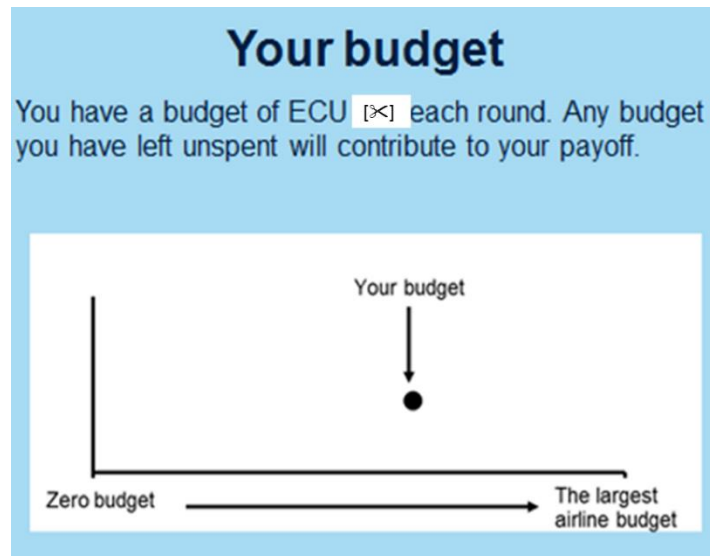 Your budget
You have a budget of ECU [✂] each round. Any budget
you have left unspent will contribute to your payoff.
Your budget
Zero budget
The largest
airline budget